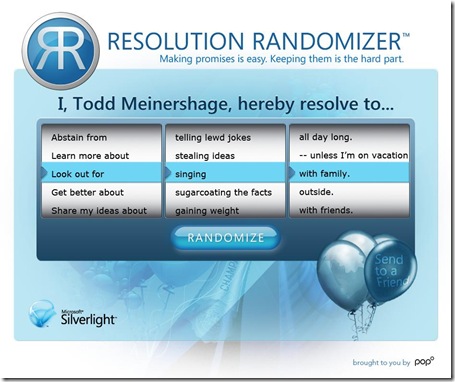 RR RESOLUTION RANDOMIZER™
Making promises is easy. Keeping them is the hard part.
I, Todd Meinershage, hereby resolve to...
Abstain from telling lewd jokes all day long.
Learn more about stealing ideas -- unless I'm on vacation
Look out for singing with family.
Get better about sugarcoating the facts outside.
Share my ideas about gaining weight with friends.
RANDOMIZE
Send
to a
Friend
Microsoft®
Silverlight™
brought to you by pop